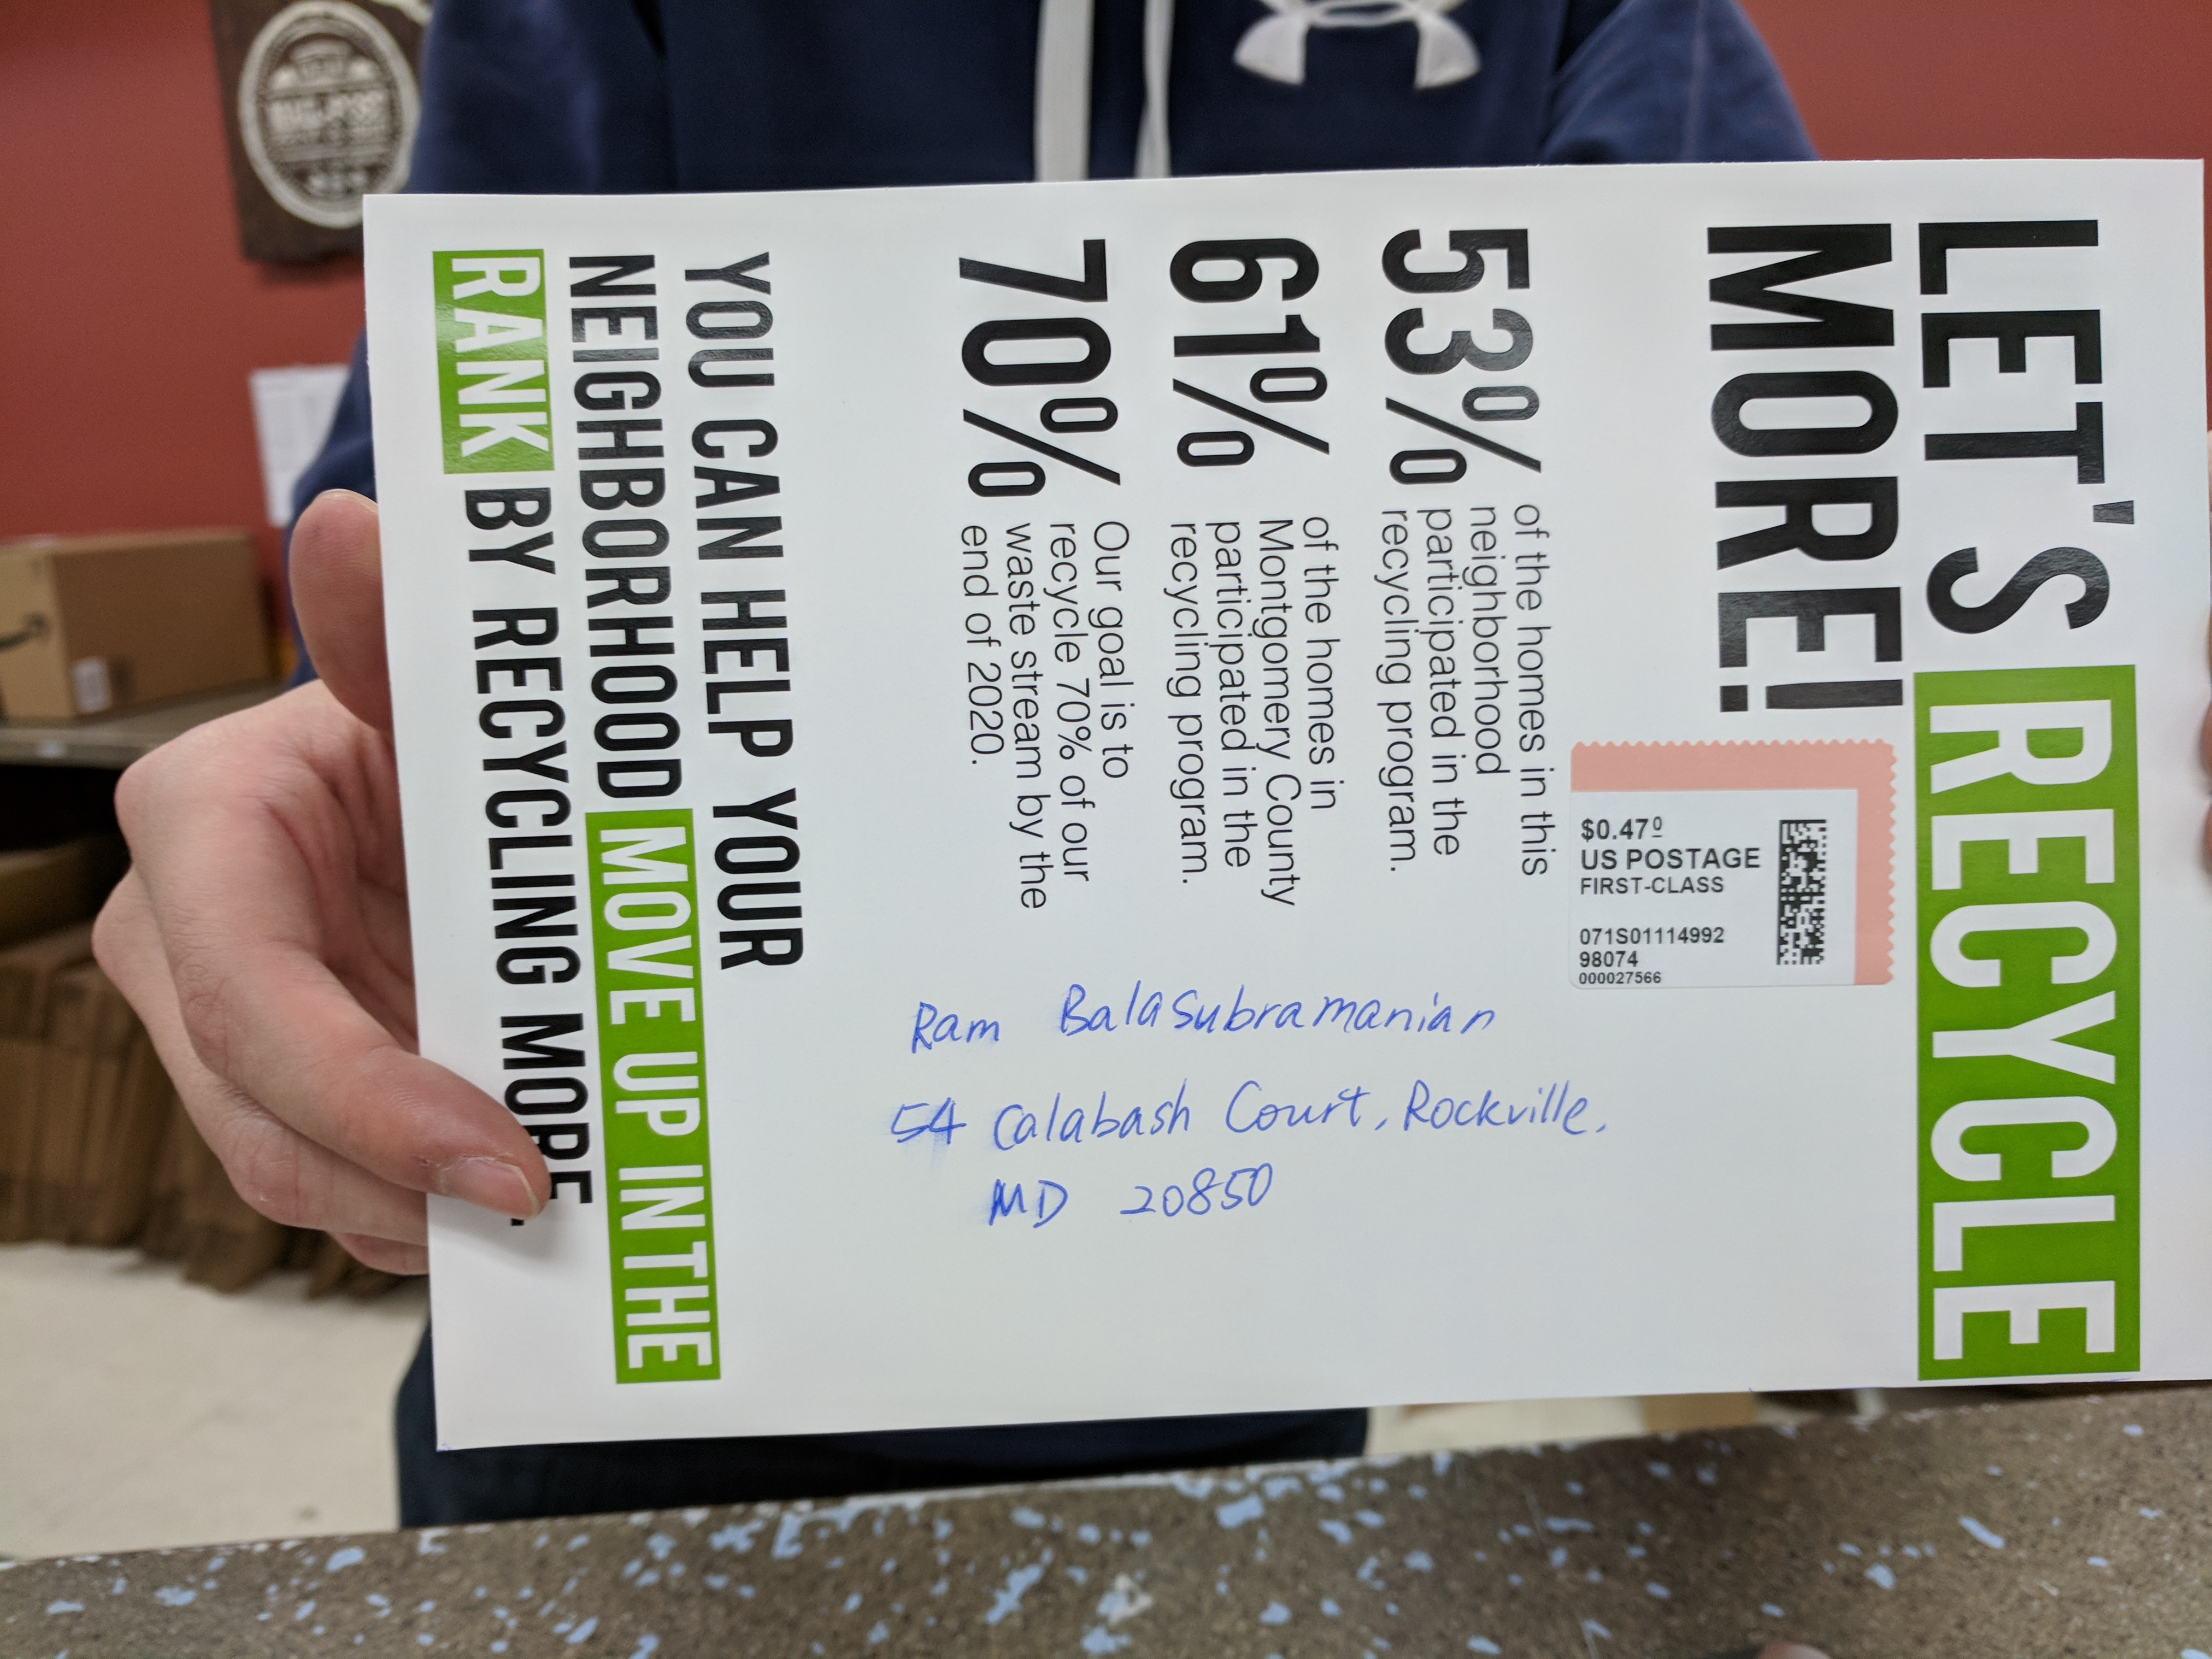 LET'S RECYCLE
MORE!
53% of the homes in this
neighborhood
participated in the
recycling program.
61% of the homes in
Montgomery County
participated in the
recycling program.
70% Our goal is to
recycle 70% of our
waste stream by the
end of 2020.
YOU CAN HELP YOUR
NEIGHBORHOOD MOVE UP IN THE
RANK BY RECYCLING MORE.
$0.470
US POSTAGE
FIRST-CLASS
071S01114992
98074
000027566
Ram Balasubramanian
54 Calabash Court, Rockville,
MD 20850